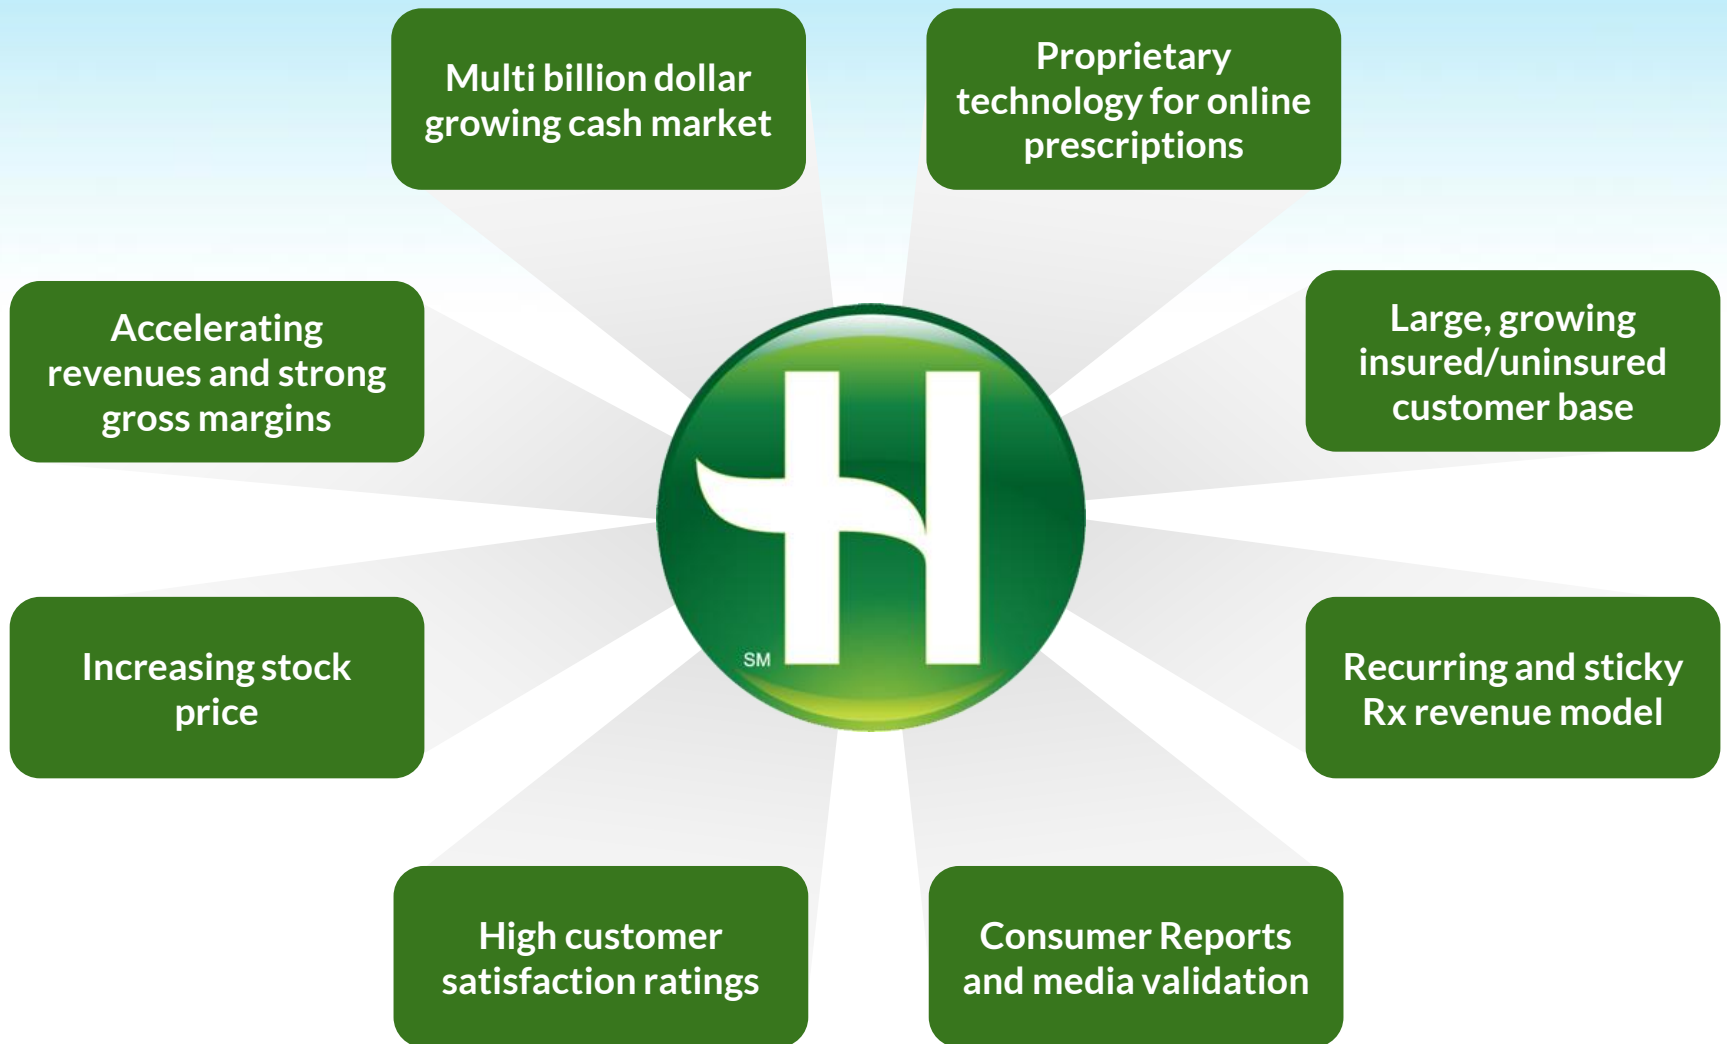 Multi billion dollar
growing cash market
Proprietary
technology for online
prescriptions
Accelerating
revenues and strong
gross margins
Large, growing
insured/uninsured
customer base
H
SM
Increasing stock
price
Recurring and sticky
Rx revenue model
High customer
satisfaction ratings
Consumer Reports
and media validation